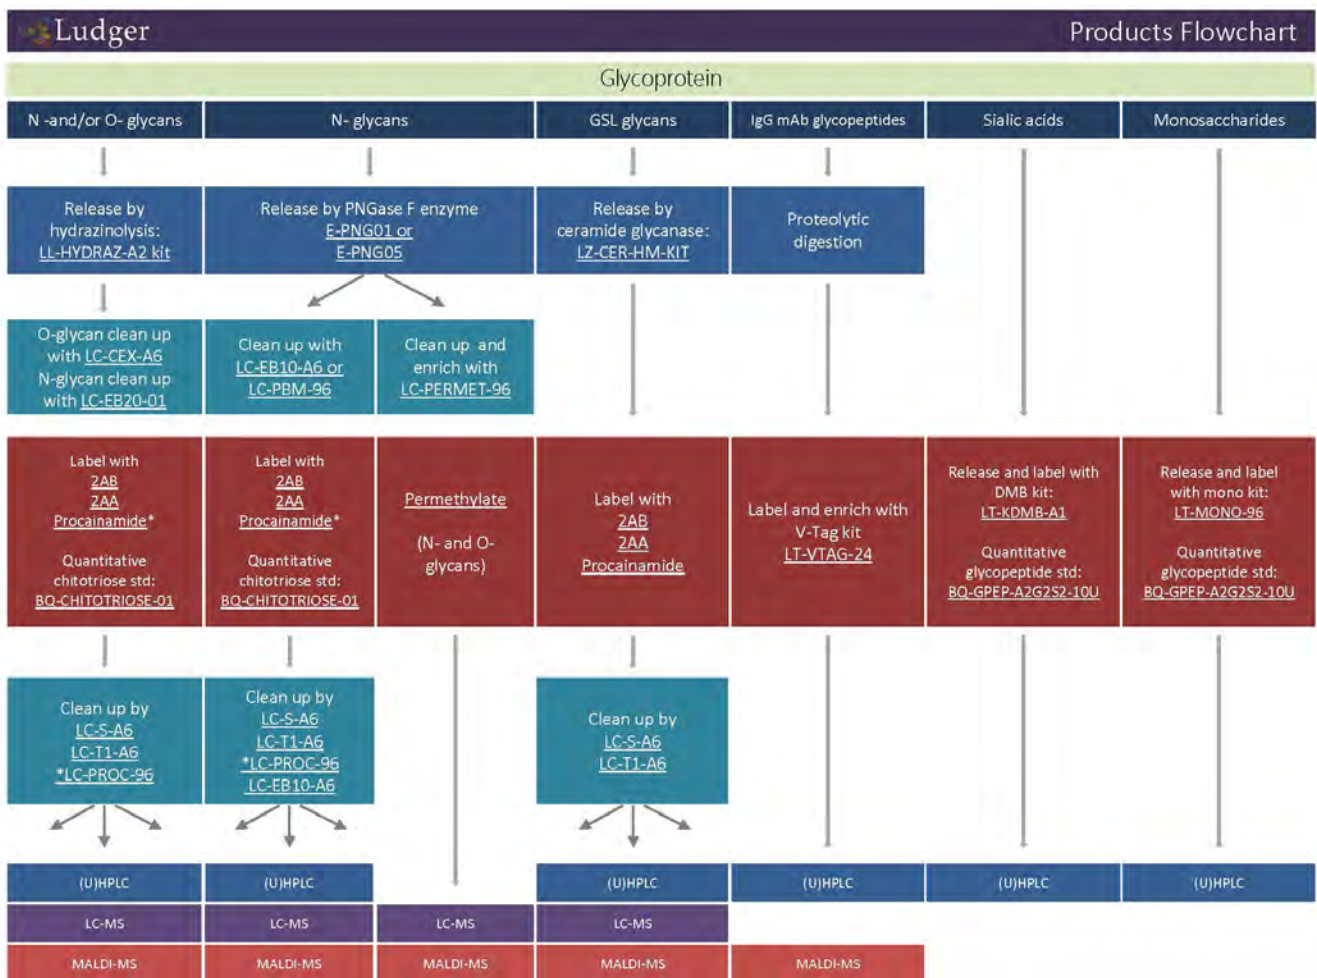 Ludger
Products Flowchart
Glycoprotein
N -and/or O- glycans
N- glycans
GSL glycans
IgG mAb glycopeptides
Sialic acids
Monosaccharides
Release by
hydrazinolysis:
LL-HYDRAZ-A2 kit
Release by PNGase F enzyme
E-PNG01 or
E-PNG05
Release by
ceramide glycanase:
LZ-CER-HM-KIT
Proteolytic
digestion
O-glycan clean up
with LC-CEX-A6
N-glycan clean up
with LC-EB20-01
Clean up with
LC-EB10-A6 or
LC-PBM-96
Clean up and
enrich with
LC-PERMET-96
Label with
2AB
2AA
Procainamide*
Quantitative
chitotriose std:
BQ-CHITOTRIOSE-01
Label with
2AB
2AA
Procainamide*
Quantitative
chitotriose std:
BQ-CHITOTRIOSE-01
Permethylate
(N- and O-
glycans)
Label with
2AB
2AA
Procainamide
Label and enrich with
V-Tag kit
LT-VTAG-24
Release and label with
DMB kit:
LT-KDMB-A1
Quantitative
glycopeptide std:
BQ-GPEP-A2G2S2-10U
Release and label
with mono kit:
LT-MONO-96
Quantitative
glycopeptide std:
BQ-GPEP-A2G2S2-10U
Clean up by
LC-S-A6
LC-T1-A6
*LC-PROC-96
Clean up by
LC-S-A6
LC-T1-A6
*LC-PROC-96
LC-EB10-A6
Clean up by
LC-S-A6
LC-T1-A6
(U)HPLC
(U)HPLC
(U)HPLC
(U)HPLC
(U)HPLC
(U)HPLC
LC-MS
LC-MS
LC-MS
LC-MS
MALDI-MS
MALDI-MS
MALDI-MS
MALDI-MS
MALDI-MS